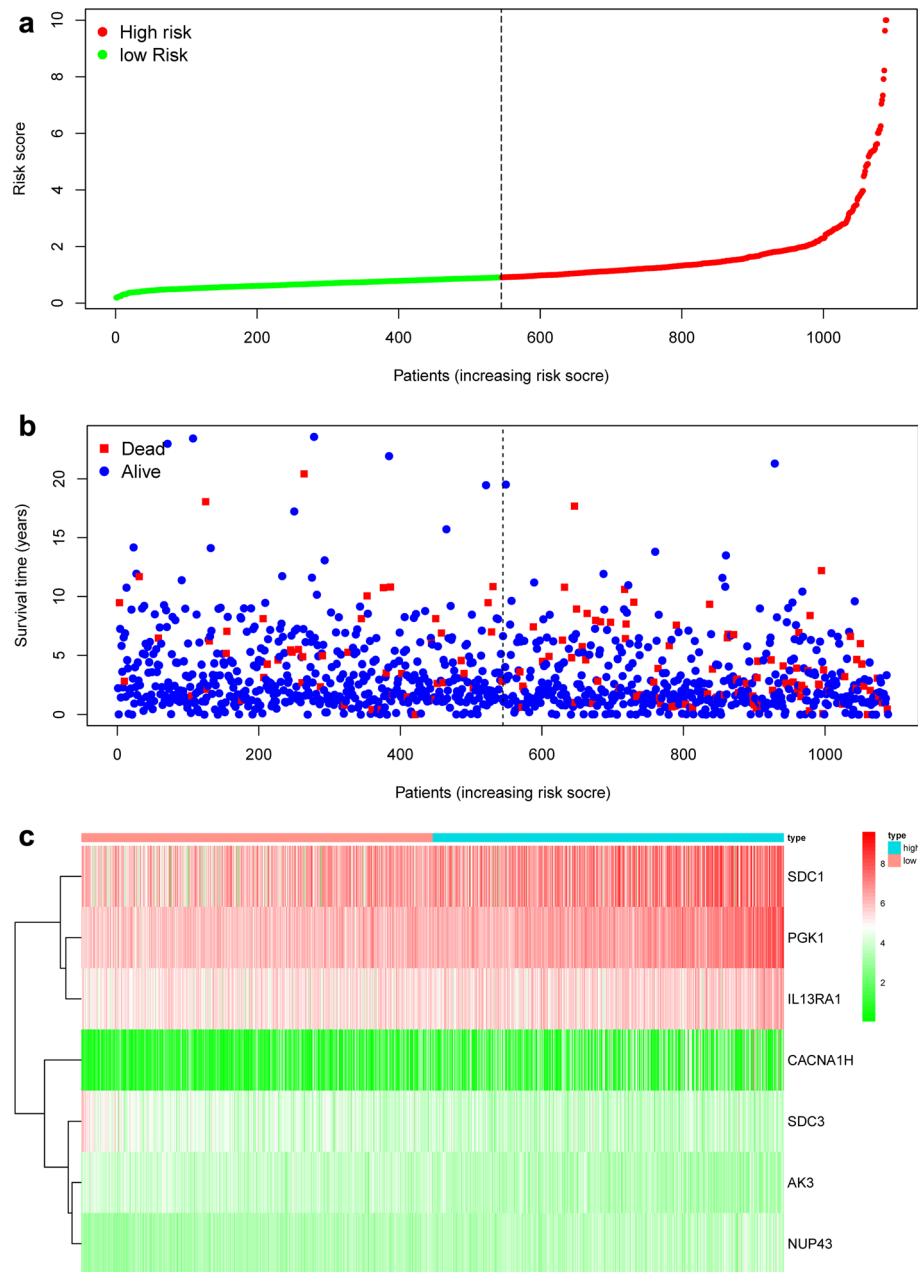 a
High risk
low Risk
Risk score
0
2
4
6
8
10
0
200
400
600
800
1000
Patients (increasing risk socre)
b
Dead
Alive
Survival time (years)
0
5
10
15
20
0
200
400
600
800
1000
Patients (increasing risk socre)
c
type
SDC1
PGK1
IL13RA1
CACNA1H
SDC3
AK3
NUP43
8
6
4
2
type
high
low